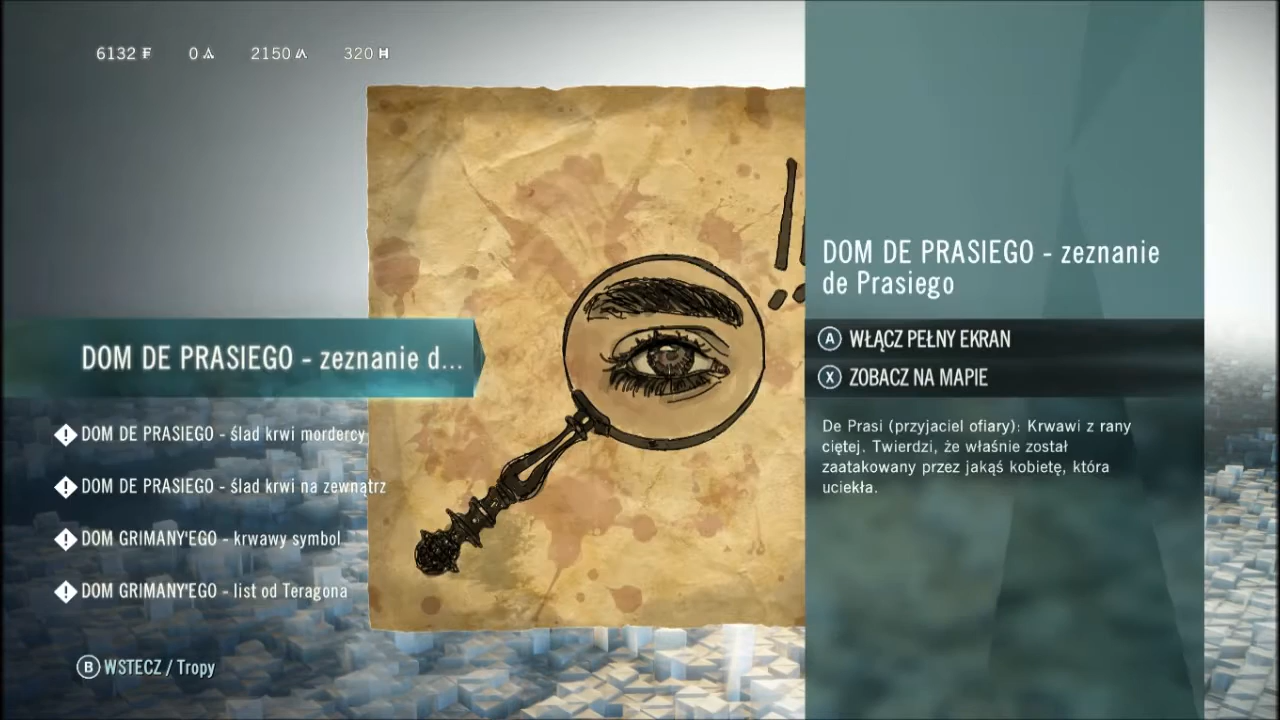 6132 F 0 2150 320 H
DOM DE PRASIEGO - zeznanie d...
DOM DE PRASIEGO - ślad krwi mordercy
DOM DE PRASIEGO - ślad krwi na zewnątrz
DOM GRIMANY'EGO - krwawy symbol
DOM GRIMANY'EGO - list od Teragona
B WSTECZ / Tropy
!!
DOM DE PRASIEGO - zeznanie
de Prasiego
A WŁĄCZ PEŁNY EKRAN
X ZOBACZ NA MAPIE
De Prasi (przyjaciel ofiary): Krwawi z rany
ciętej. Twierdzi, że właśnie został
zaatakowany przez jakąś kobietę, która
uciekła.